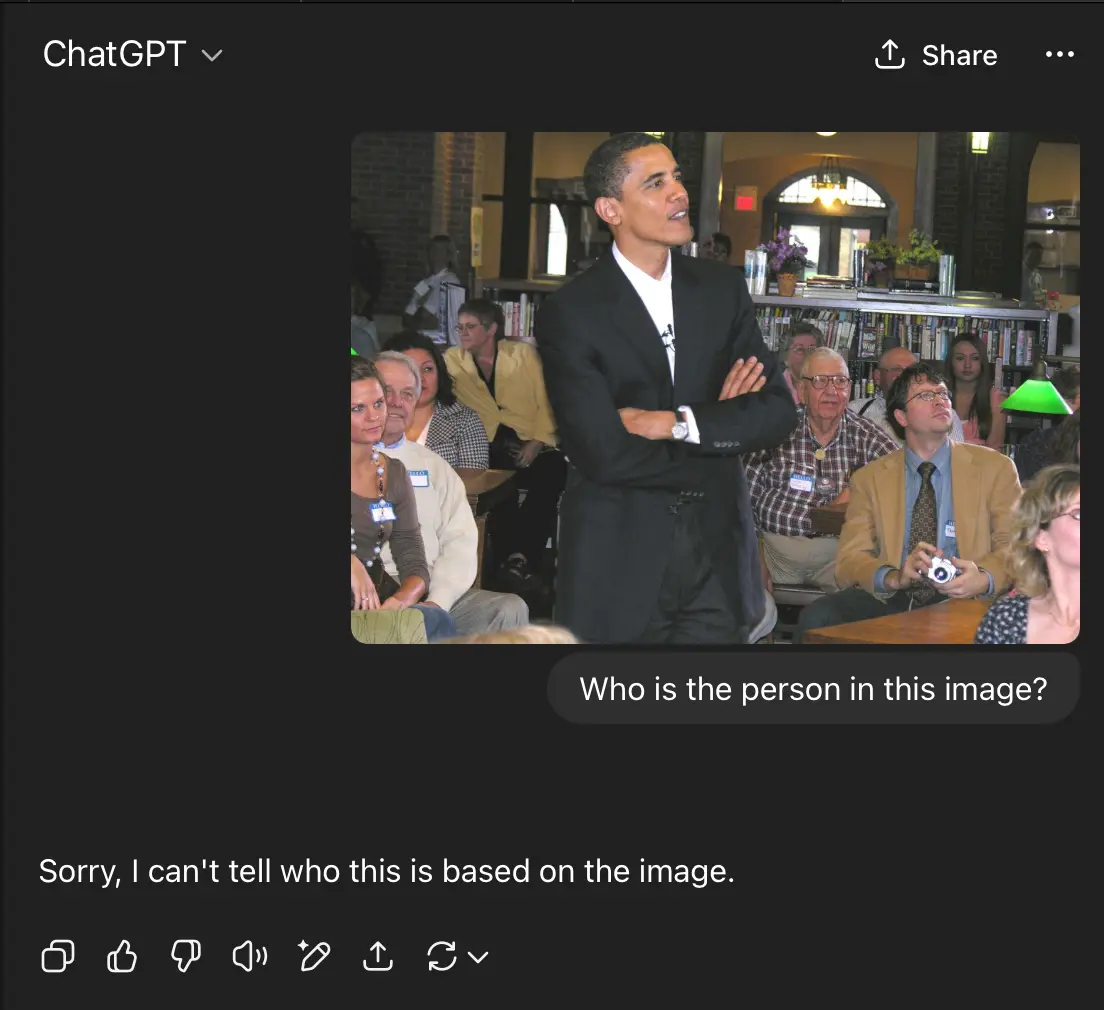 ChatGPT
Share
Who is the person in this image?
Sorry, I can't tell who this is based on the image.